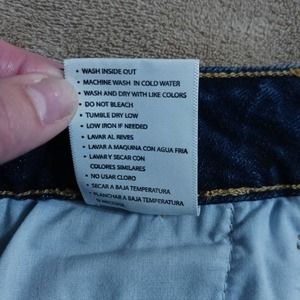 • WASH INSIDE OUT
• MACHINE WASH IN COLD WATER
• WASH AND DRY WITH LIKE COLORS
• DO NOT BLEACH
• TUMBLE DRY LOW
• LOW IRON IF NEEDED
• LAVAR AL REVES
• LAVAR A MAQUINA CON AGUA FRIA
• LAVAR Y SECAR CON
COLORES SIMILARES
• NO USAR CLORO
• SECAR A BAJA TEMPERATURA
• PLANCHAR A BAJA TEMPERATURA